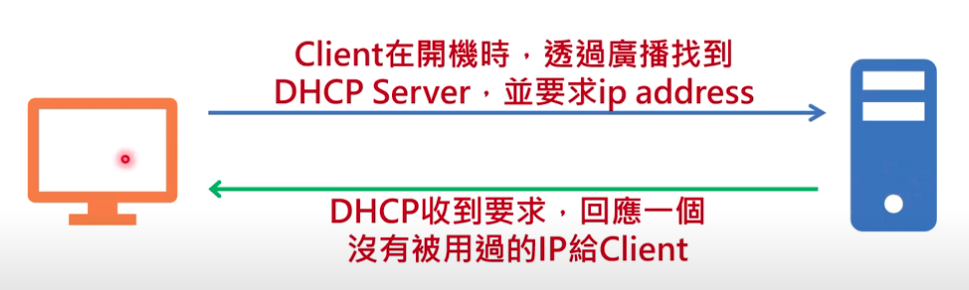 Client在開機時，透過廣播找到
DHCP Server，並要求ip address
DHCP收到要求，回應一個
沒有被用過的IP給Client